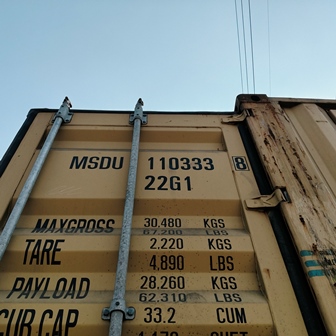 MSDU 110333 8
22G1
MAXGROSS 30.480 KGS
67.200 LBS
TARE 2,220 KGS
4,890 LBS
PAYLOAD 28,260 KGS
62.310 LBS
CUB.CAP 33.2 CUM